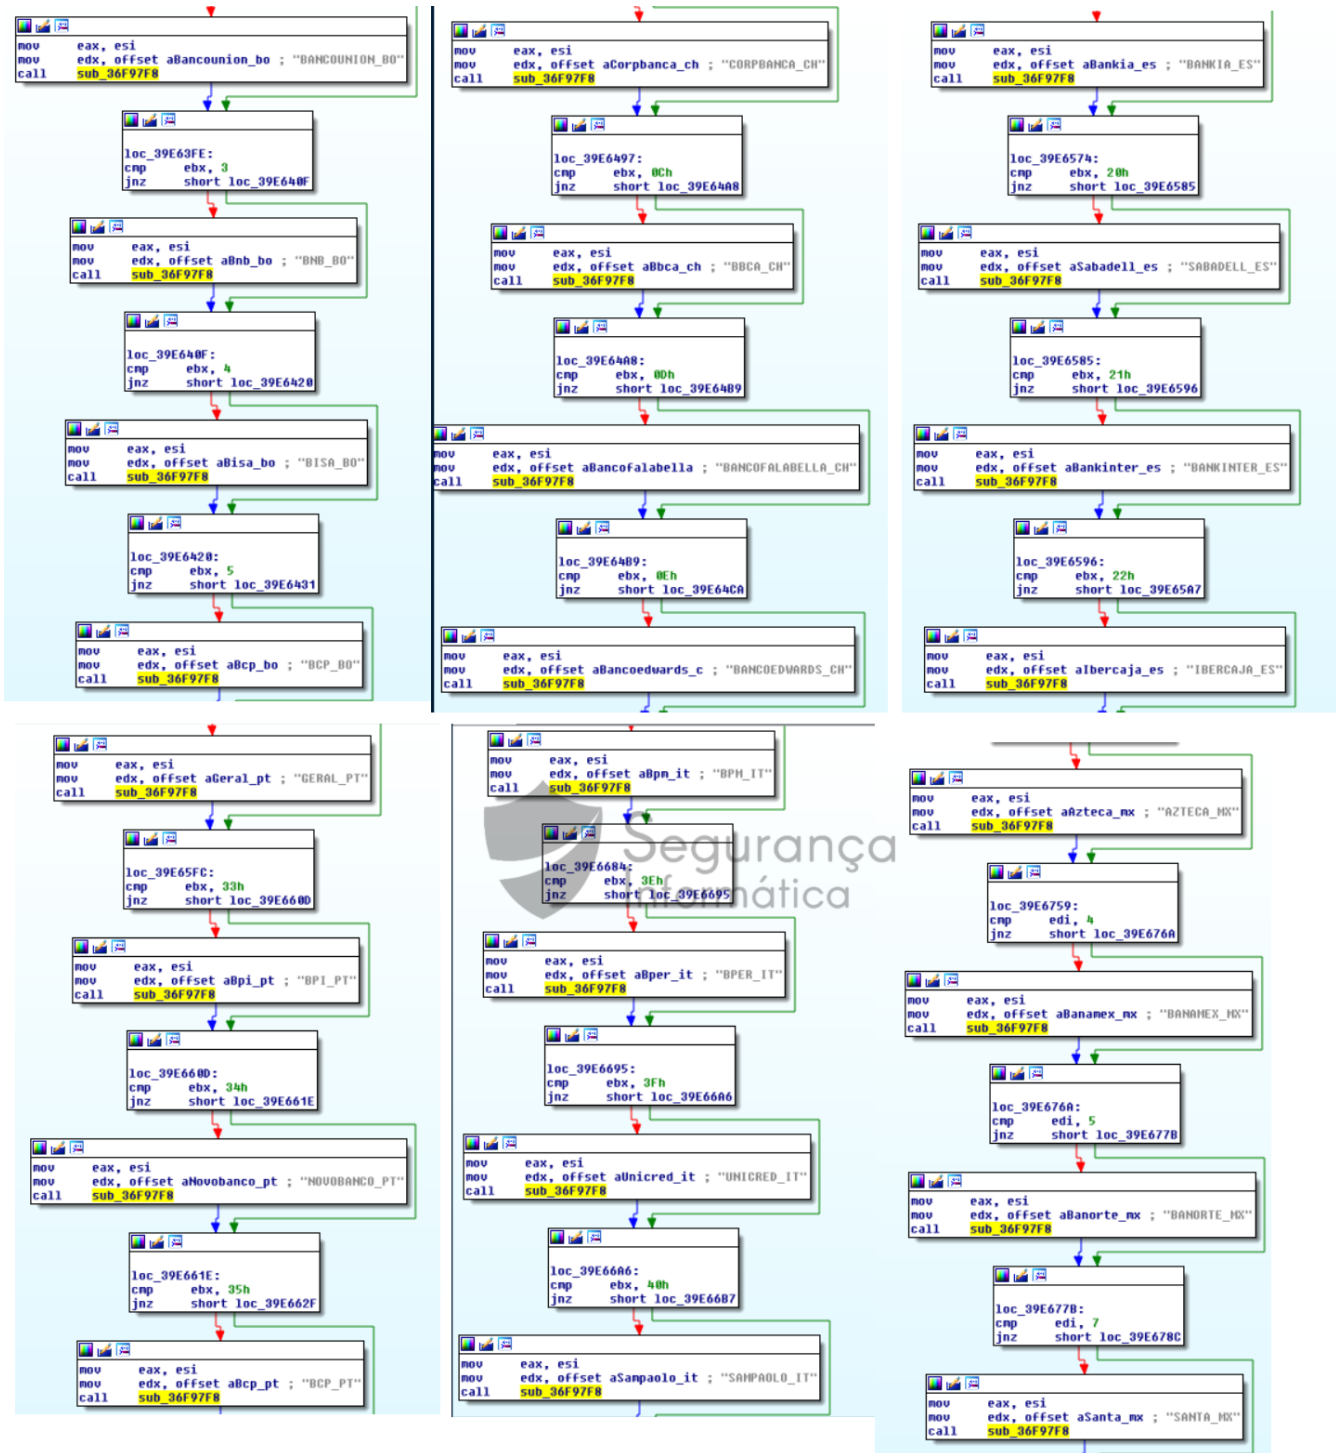 mov eax, esi
mov edx, offset aBancounion_bo ; "BANCOUNION_BO"
call sub_36F97F8
loc_39E63FE:
cmp ebx, 3
jnz short loc_39E640F
mov eax, esi
mov edx, offset aBnb_bo ; "BNB_BO"
call sub_36F97F8
loc_39E640F:
cmp ebx, 4
jnz short loc_39E6420
mov eax, esi
mov edx, offset aBisa_bo ; "BISA_BO"
call sub_36F97F8
loc_39E6420:
cmp ebx, 5
jnz short loc_39E6431
mov eax, esi
mov edx, offset aBcp_bo ; "BCP_BO"
call sub_36F97F8
mov eax, esi
mov edx, offset aCorpbanca_ch ; "CORPBANCA_CH"
call sub_36F97F8
loc_39E6497:
cmp ebx, 0Ch
jnz short loc_39E64A8
mov eax, esi
mov edx, offset aBbca_ch ; "BBCA_CH"
call sub_36F97F8
loc_39E64A8:
cmp ebx, 0Dh
jnz short loc_39E64B9
mov eax, esi
mov edx, offset aBancofalabella ; "BANCOFALABELLA_CH"
call sub_36F97F8
loc_39E64B9:
cmp ebx, 0Eh
jnz short loc_39E64CA
mov eax, esi
mov edx, offset aBancoedwards_c ; "BANCOEDWARDS_CH"
call sub_36F97F8
mov eax, esi
mov edx, offset aBankia_es ; "BANKIA_ES"
call sub_36F97F8
loc_39E6574:
cmp ebx, 20h
jnz short loc_39E6585
mov eax, esi
mov edx, offset aSabadell_es ; "SABADELL_ES"
call sub_36F97F8
loc_39E6585:
cmp ebx, 21h
jnz short loc_39E6596
mov eax, esi
mov edx, offset aBankinter_es ; "BANKINTER_ES"
call sub_36F97F8
loc_39E6596:
cmp ebx, 22h
jnz short loc_39E65A7
mov eax, esi
mov edx, offset aIbercaja_es ; "IBERCAJA_ES"
call sub_36F97F8
mov eax, esi
mov edx, offset aGeral_pt ; "GERAL_PT"
call sub_36F97F8
loc_39E65FC:
cmp ebx, 33h
jnz short loc_39E660D
mov eax, esi
mov edx, offset aBpi_pt ; "BPI_PT"
call sub_36F97F8
loc_39E660D:
cmp ebx, 34h
jnz short loc_39E661E
mov eax, esi
mov edx, offset aNovobanco_pt ; "NOVOBANCO_PT"
call sub_36F97F8
loc_39E661E:
cmp ebx, 35h
jnz short loc_39E662F
mov eax, esi
mov edx, offset aBcp_pt ; "BCP_PT"
call sub_36F97F8
mov eax, esi
mov edx, offset aBpm_it ; "BPM_IT"
call sub_36F97F8
Segurança
Informática
loc_39E6684:
cmp ebx, 3Eh
jnz short loc_39E6695
mov eax, esi
mov edx, offset aBper_it ; "BPER_IT"
call sub_36F97F8
loc_39E6695:
cmp ebx, 3Fh
jnz short loc_39E66A6
mov eax, esi
mov edx, offset aUnicred_it ; "UNICRED_IT"
call sub_36F97F8
loc_39E66A6:
cmp ebx, 40h
jnz short loc_39E66B7
mov eax, esi
mov edx, offset aSampaolo_it ; "SAMPAOLO_IT"
call sub_36F97F8
mov eax, esi
mov edx, offset aAzteca_mx ; "AZTECA_MX"
call sub_36F97F8
loc_39E6759:
cmp edi, 4
jnz short loc_39E676A
mov eax, esi
mov edx, offset aBanamex_mx ; "BANAMEX_MX"
call sub_36F97F8
loc_39E676A:
cmp edi, 5
jnz short loc_39E677B
mov eax, esi
mov edx, offset aBanorte_mx ; "BANORTE_MX"
call sub_36F97F8
loc_39E677B:
cmp edi, 7
jnz short loc_39E678C
mov eax, esi
mov edx, offset aSanta_mx ; "SANTA_MX"
call sub_36F97F8